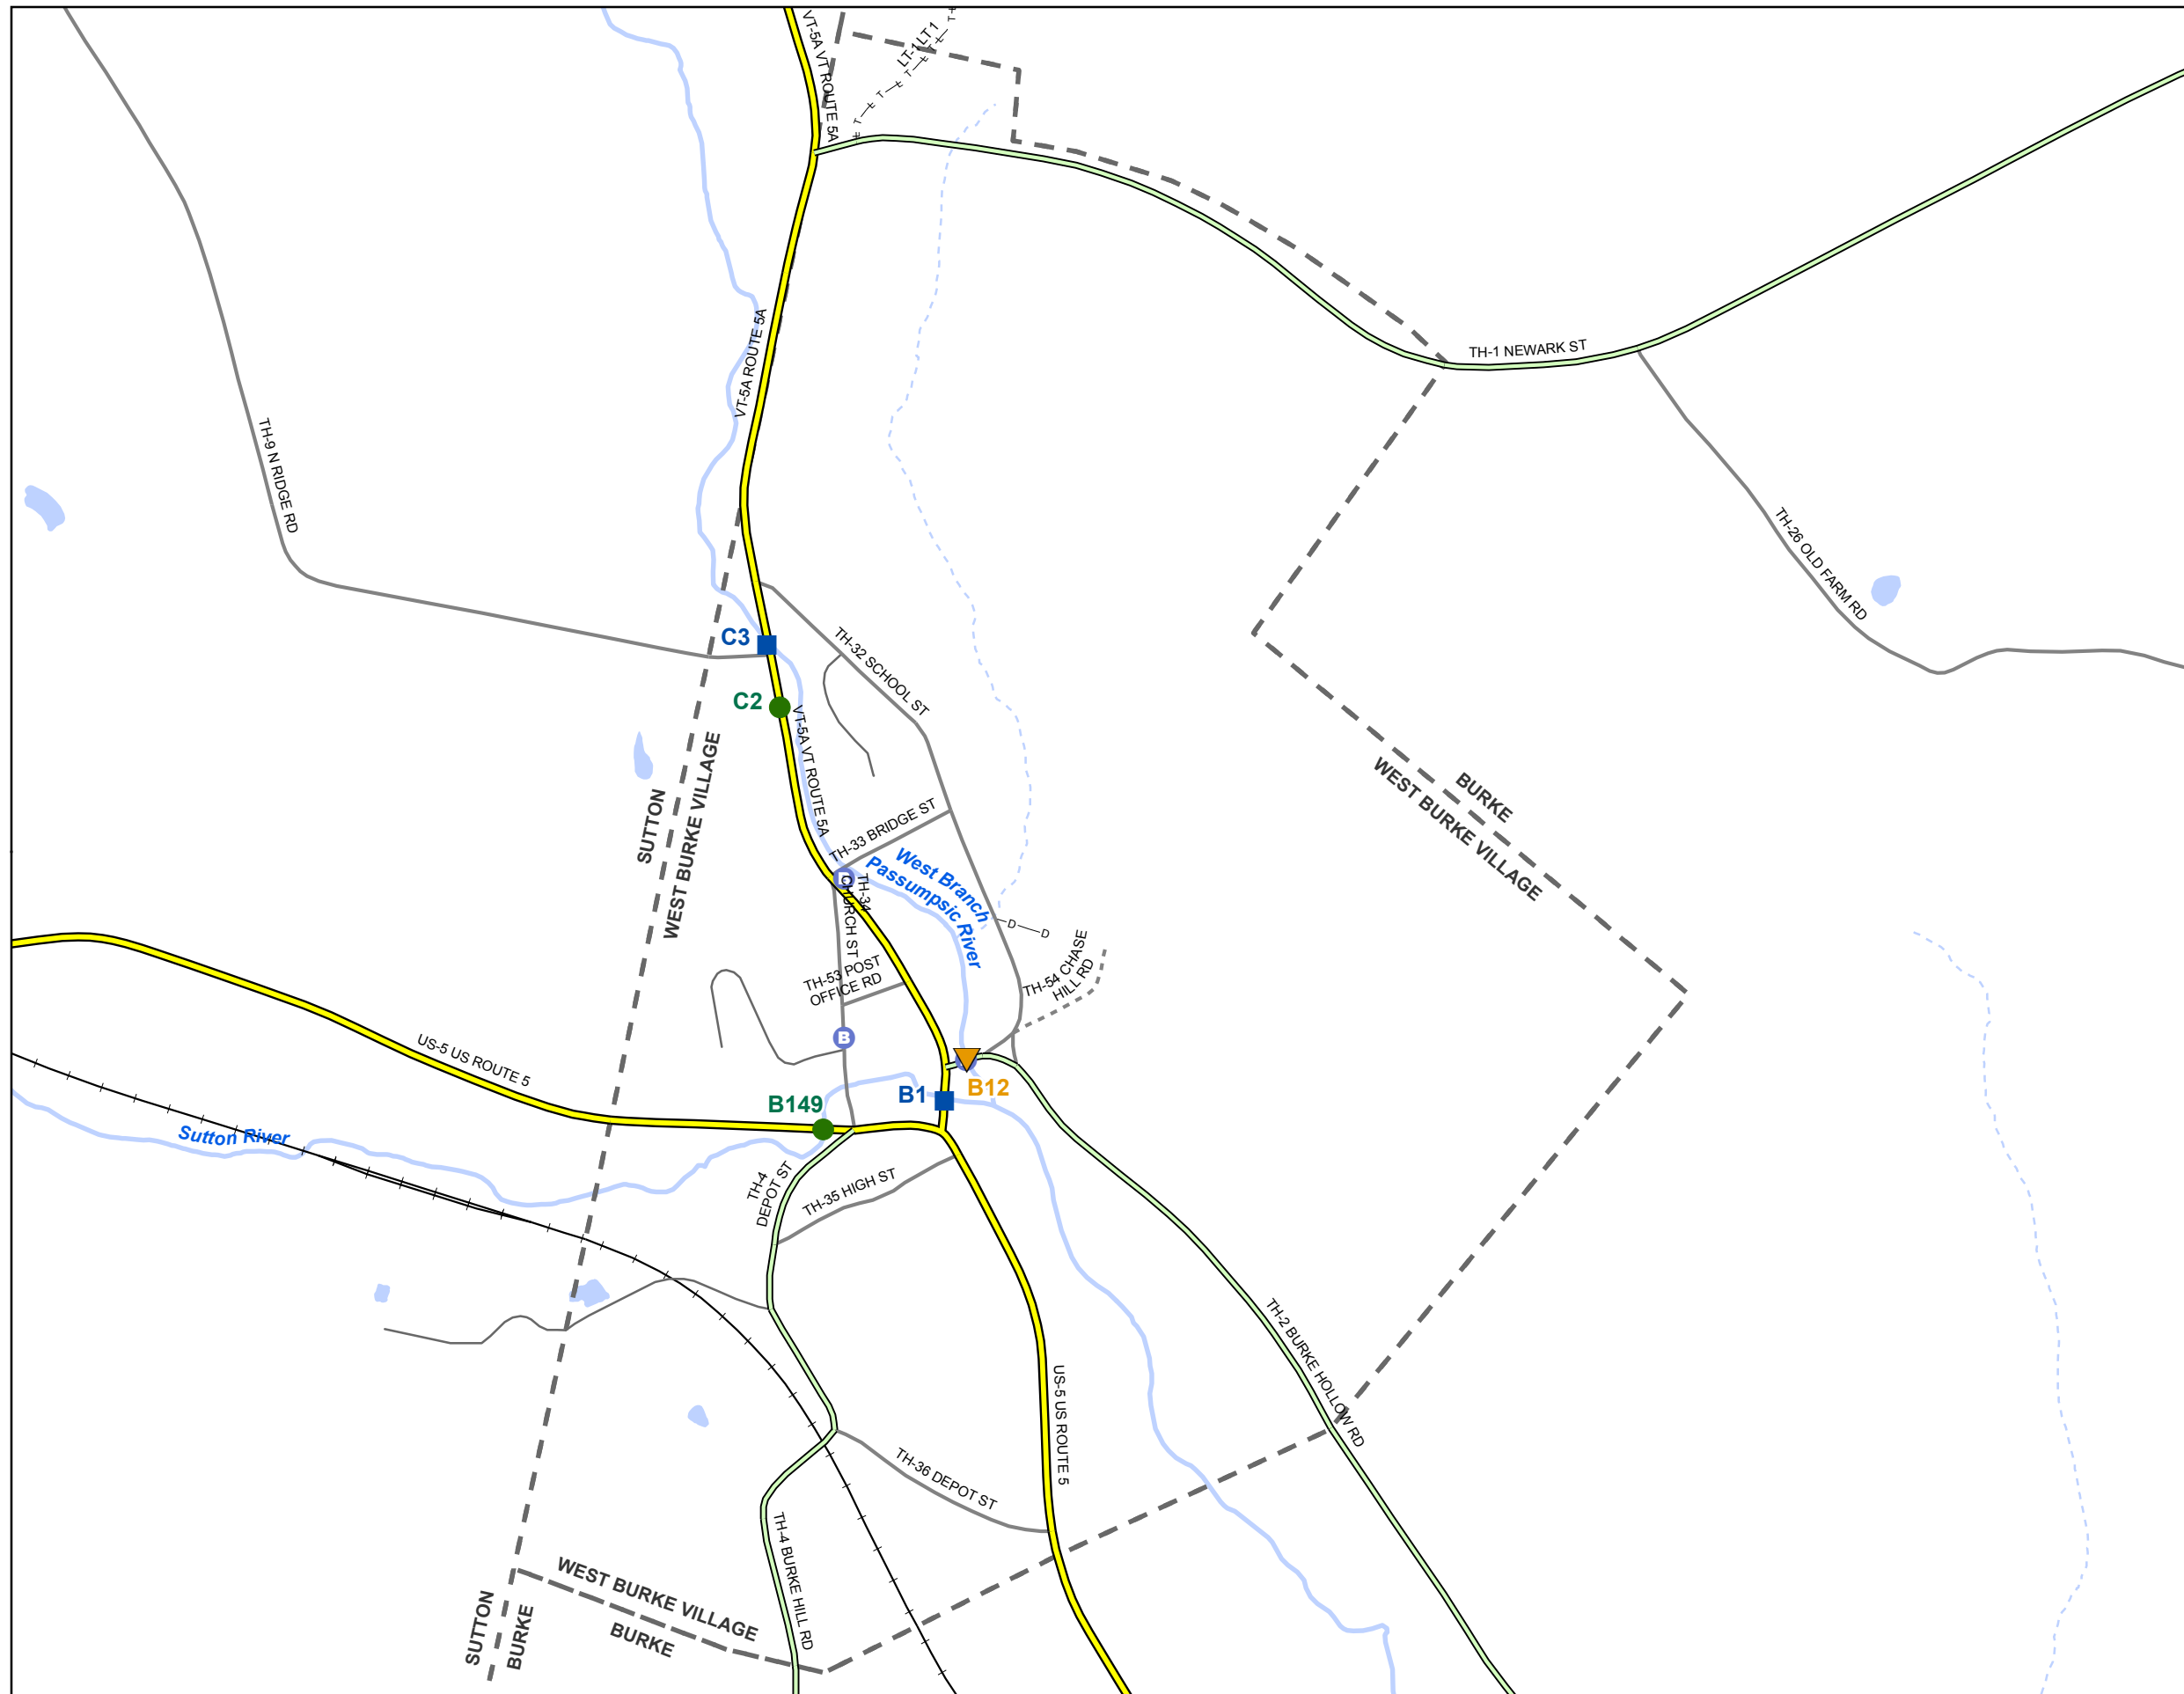 VT-5A VT ROUTE 5A
LT-1LT1
T
T
T
T
T
TH-1 NEWARK ST
VT-5A ROUTE 5A
TH-9 N RIDGE RD
TH-26 OLD FARM RD
C3
TH-32 SCHOOL ST
C2
VT-5A VT ROUTE 5A
SUTTON
WEST BURKE VILLAGE
BURKE
WEST BURKE VILLAGE
TH-33 BRIDGE ST
West Branch
Passumpsic River
TH-34
CHURCH ST
D
D
TH-54 CHASE
HILL RD
TH-53 POST
OFFICE RD
B
US-5 US ROUTE 5
B12
B1
B149
Sutton River
TH-4
DEPOT ST
TH-35 HIGH ST
TH-2 BURKE HOLLOW RD
US-5 US ROUTE 5
TH-36 DEPOT ST
TH-4 BURKE HILL RD
WEST BURKE VILLAGE
BURKE
SUTTON
BURKE